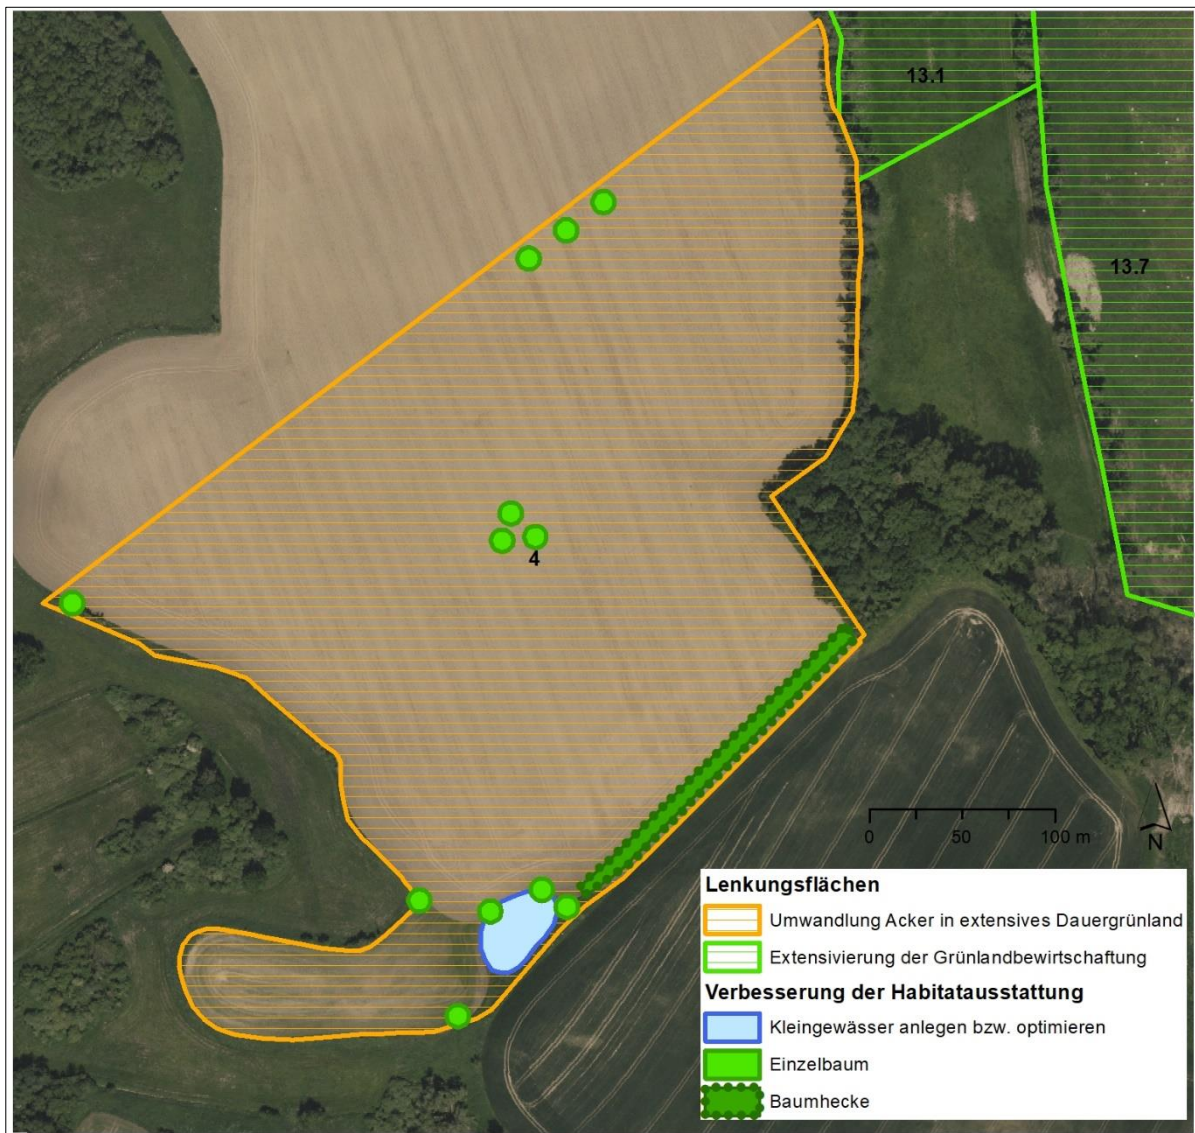 13.1
13.7
4
0 50 100 m
N
Lenkungsflächen
Umwandlung Acker in extensives Dauergrünland
Extensivierung der Grünlandbewirtschaftung
Verbesserung der Habitatausstattung
Kleingewässer anlegen bzw. optimieren
Einzelbaum
Baumhecke